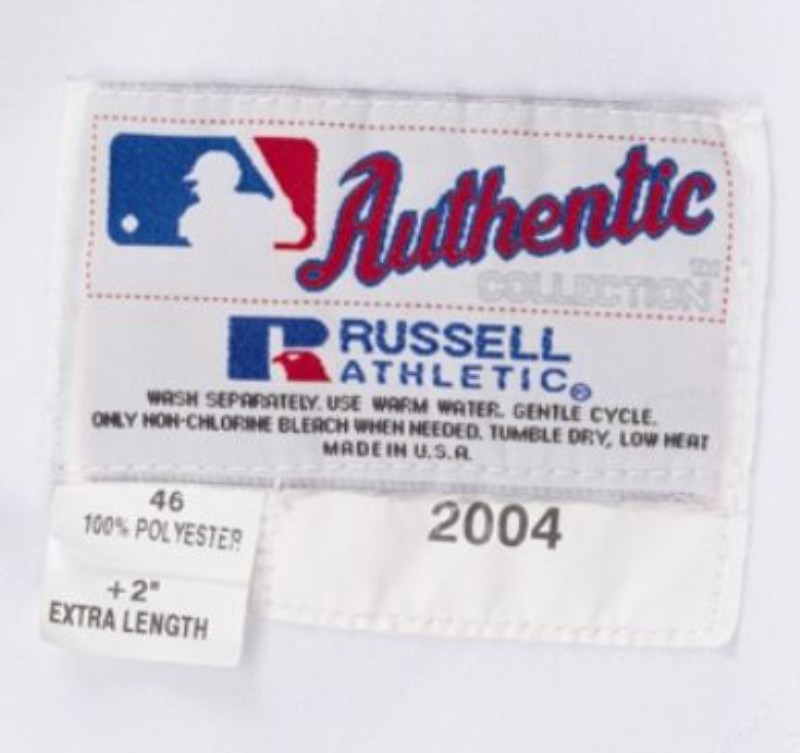 Authentic
COLLECTION™
R RUSSELL
ATHLETIC®
WASH SEPARATELY. USE WARM WATER. GENTLE CYCLE.
ONLY NON-CHLORINE BLEACH WHEN NEEDED. TUMBLE DRY, LOW HEAT
MADE IN U.S.A.
46
100% POLYESTER
+2"
EXTRA LENGTH
2004